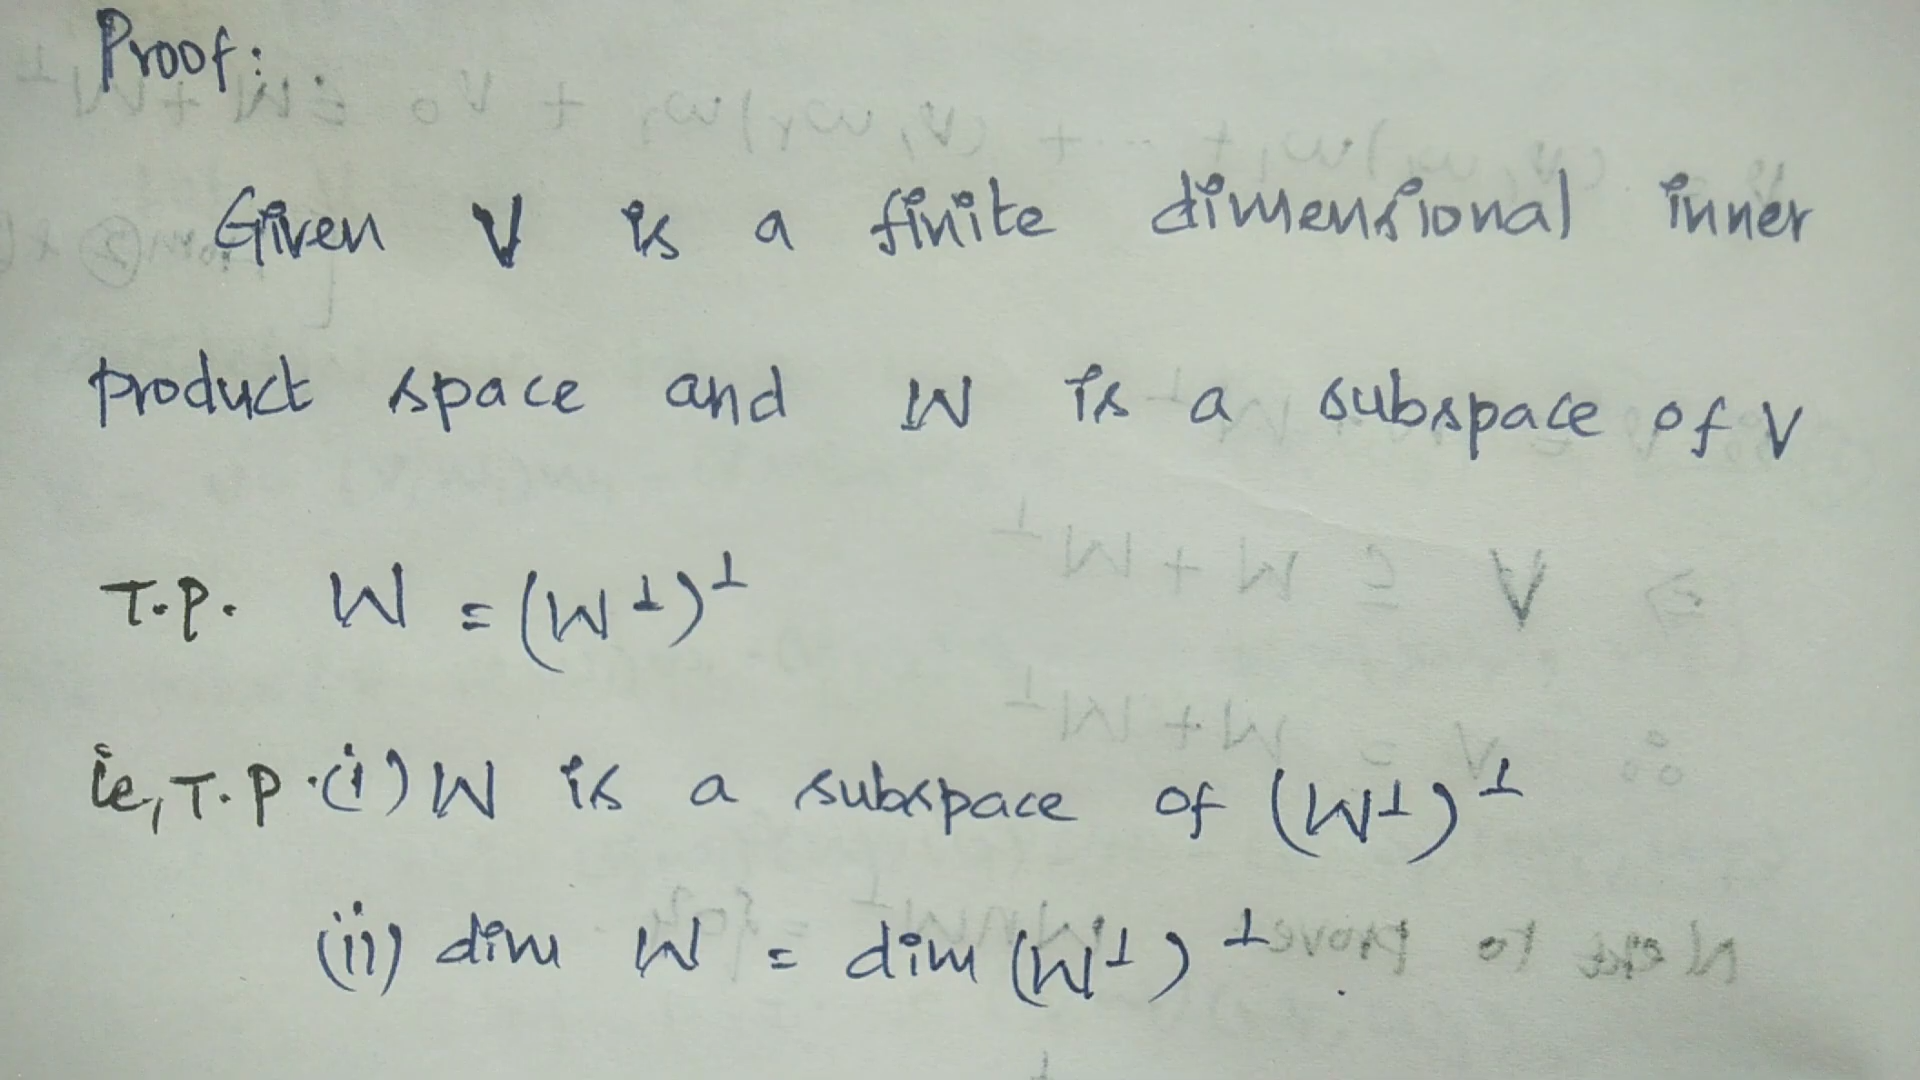 Proof:
Given V is a finite dimensional inner
product space and W is a subspace of V
T.P. W = (W⊥)⊥
ie, T.P. (i) W is a subspace of (W⊥)⊥
(ii) dim W = dim (W⊥)⊥.